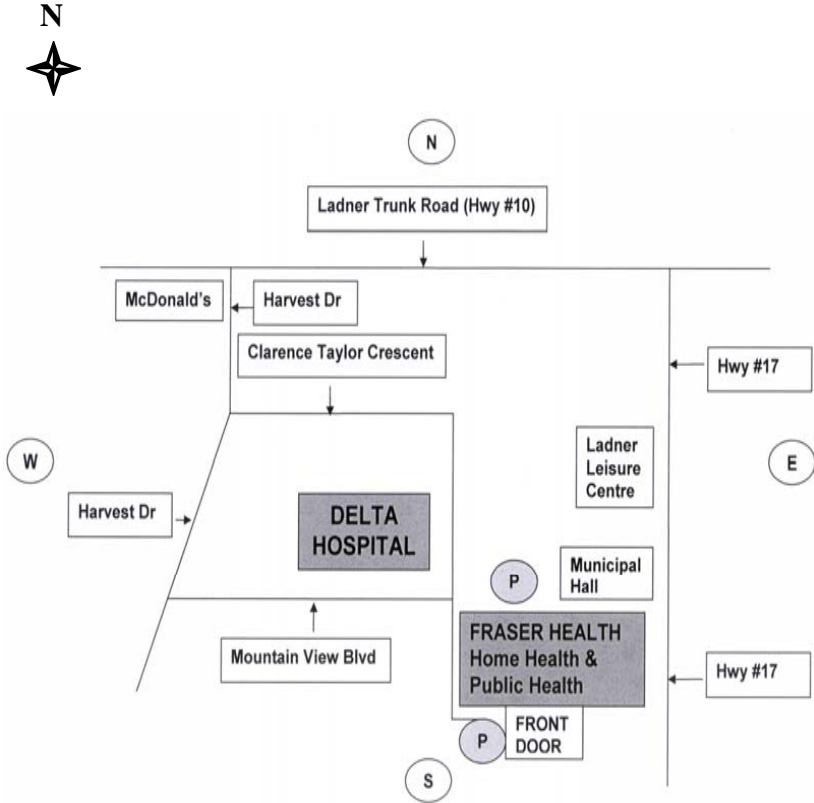 N
N
Ladner Trunk Road (Hwy #10)
McDonald's
Harvest Dr
Clarence Taylor Crescent
Hwy #17
W
E
Ladner
Leisure
Centre
Harvest Dr
DELTA
HOSPITAL
P
Municipal
Hall
Mountain View Blvd
FRASER HEALTH
Home Health &
Public Health
Hwy #17
P
FRONT
DOOR
S